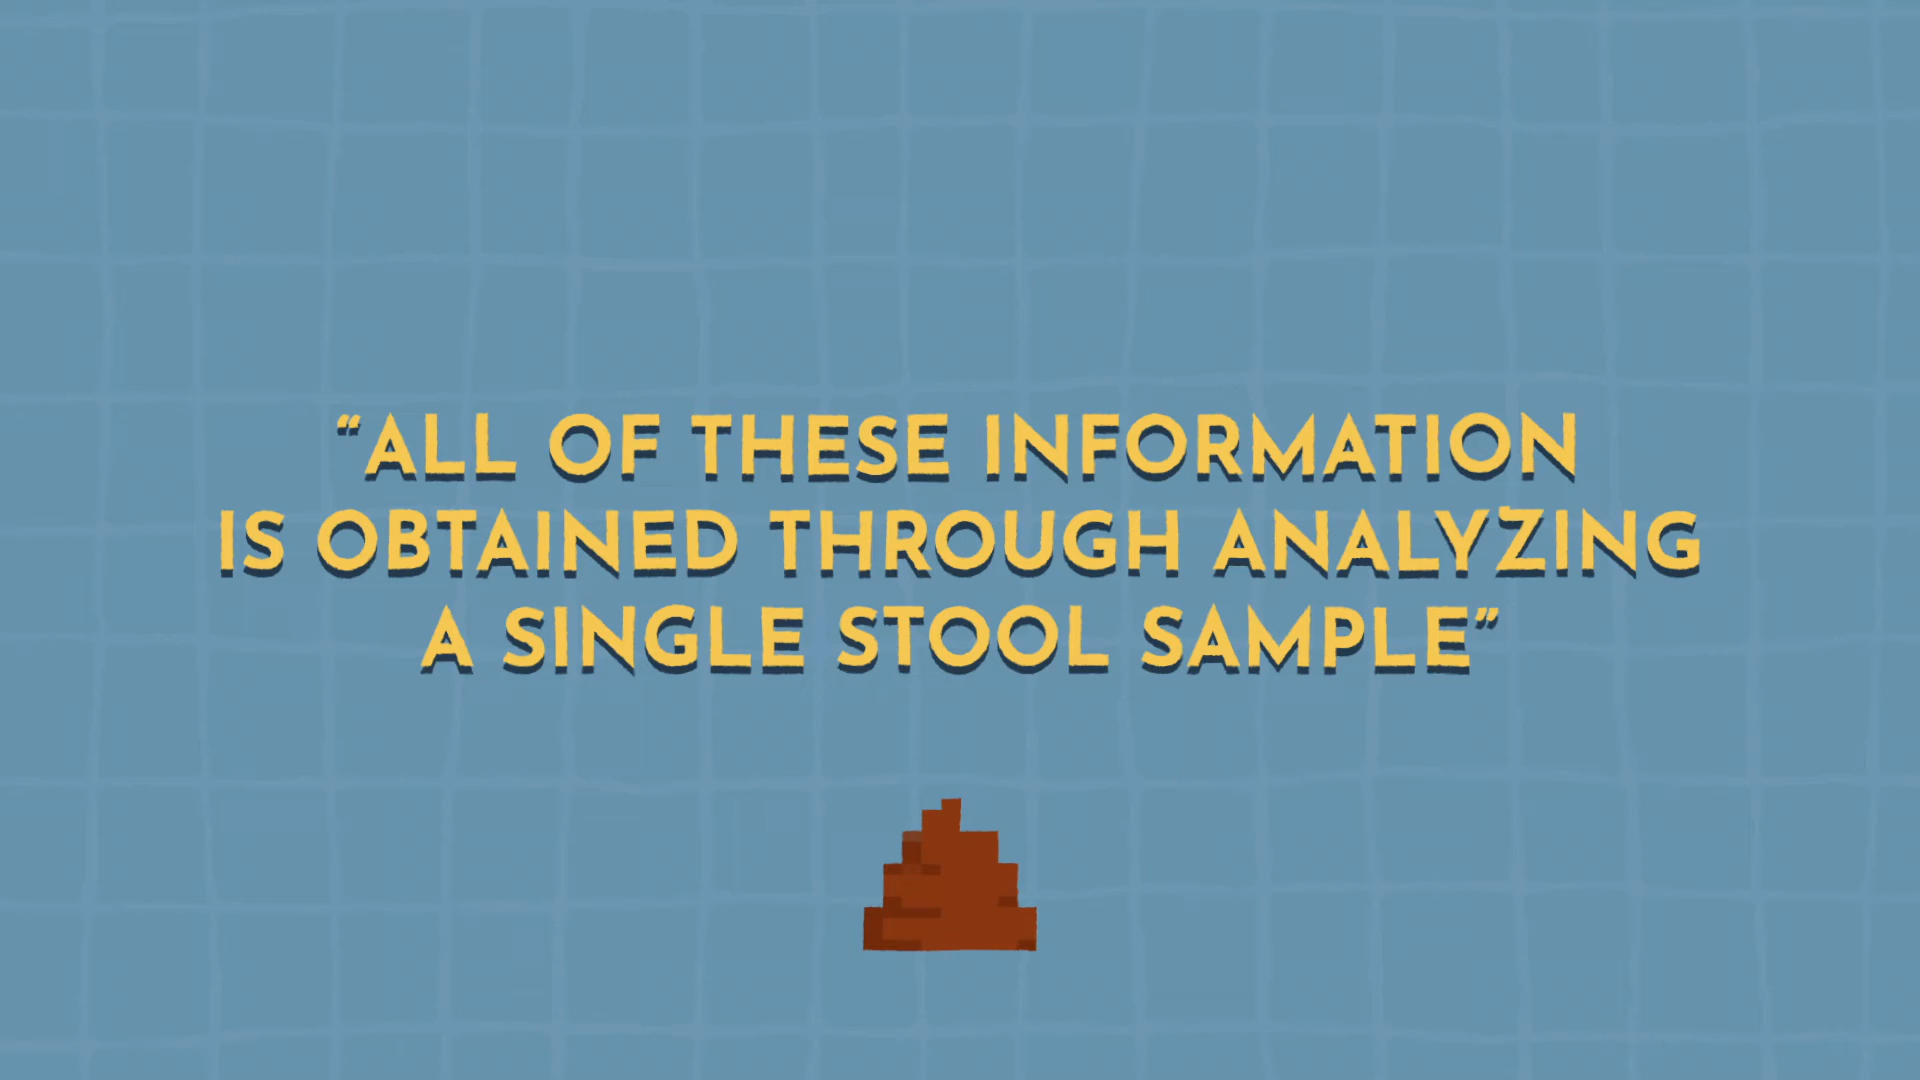 “ALL OF THESE INFORMATION
IS OBTAINED THROUGH ANALYZING
A SINGLE STOOL SAMPLE”